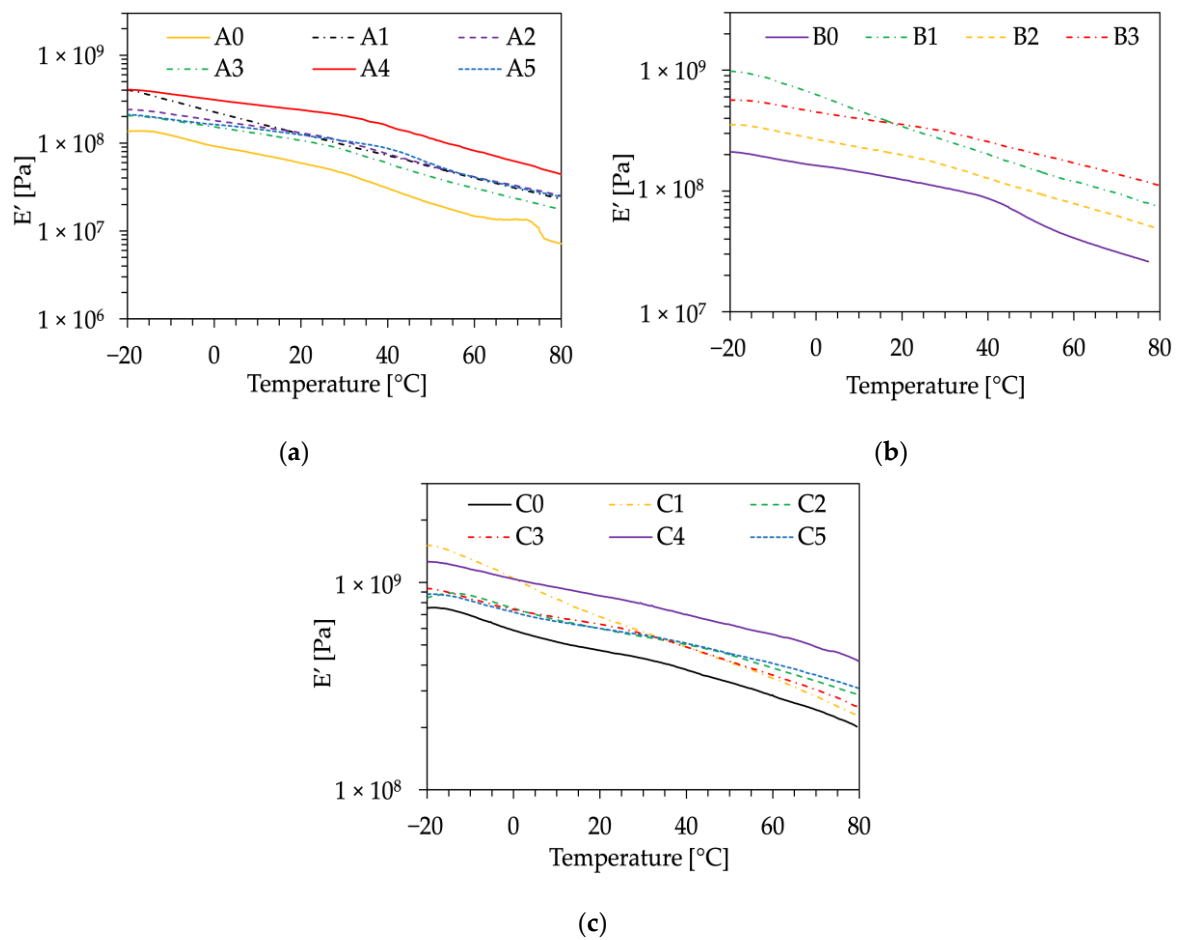 A0 A1 A2
A3 A4 A5
1 × 10⁹
1 × 10⁸
1 × 10⁷
1 × 10⁶
E′ [Pa]
−20 0 20 40 60 80
Temperature [°C]
(a)
B0 B1 B2 B3
1 × 10⁹
1 × 10⁸
1 × 10⁷
E′ [Pa]
−20 0 20 40 60 80
Temperature [°C]
(b)
C0 C1 C2
C3 C4 C5
1 × 10⁹
1 × 10⁸
E′ [Pa]
−20 0 20 40 60 80
Temperature [°C]
(c)